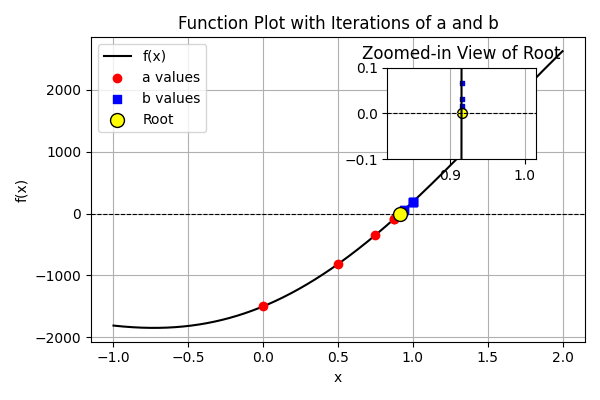 Function Plot with Iterations of a and b
f(x)
a values
b values
Root
Zoomed-in View of Root
0.1
0.0
−0.1
0.9
1.0
2000
1000
0
−1000
−2000
f(x)
−1.0
−0.5
0.0
0.5
1.0
1.5
2.0
x